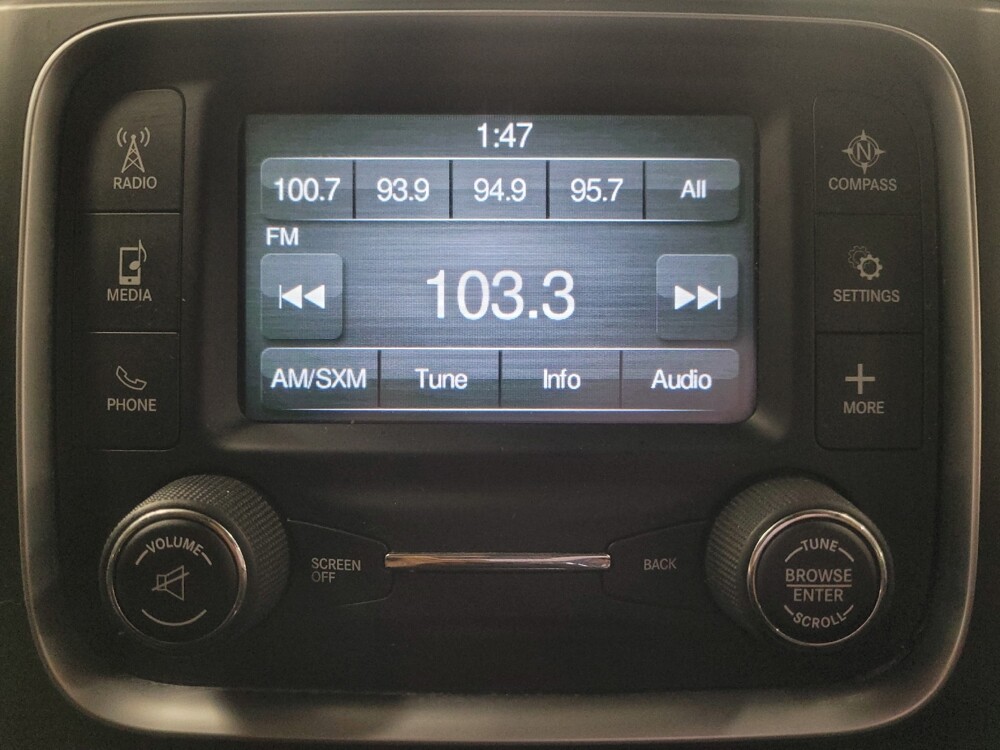 1:47
100.7 93.9 94.9 95.7 All
FM
103.3
AM/SXM Tune Info Audio
RADIO
MEDIA
PHONE
N
COMPASS
SETTINGS
MORE
VOLUME
SCREEN
OFF
BACK
TUNE
BROWSE
ENTER
SCROLL